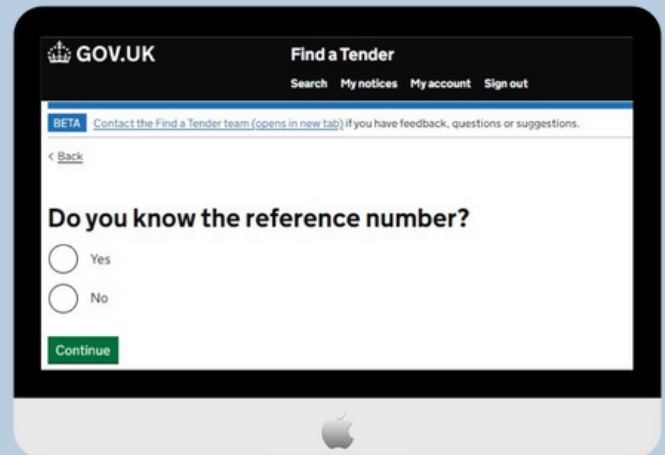 GOV.UK
Find a Tender
Search My notices My account Sign out
BETA Contact the Find a Tender team (opens in new tab) if you have feedback, questions or suggestions.
< Back
Do you know the reference number?
Yes
No
Continue